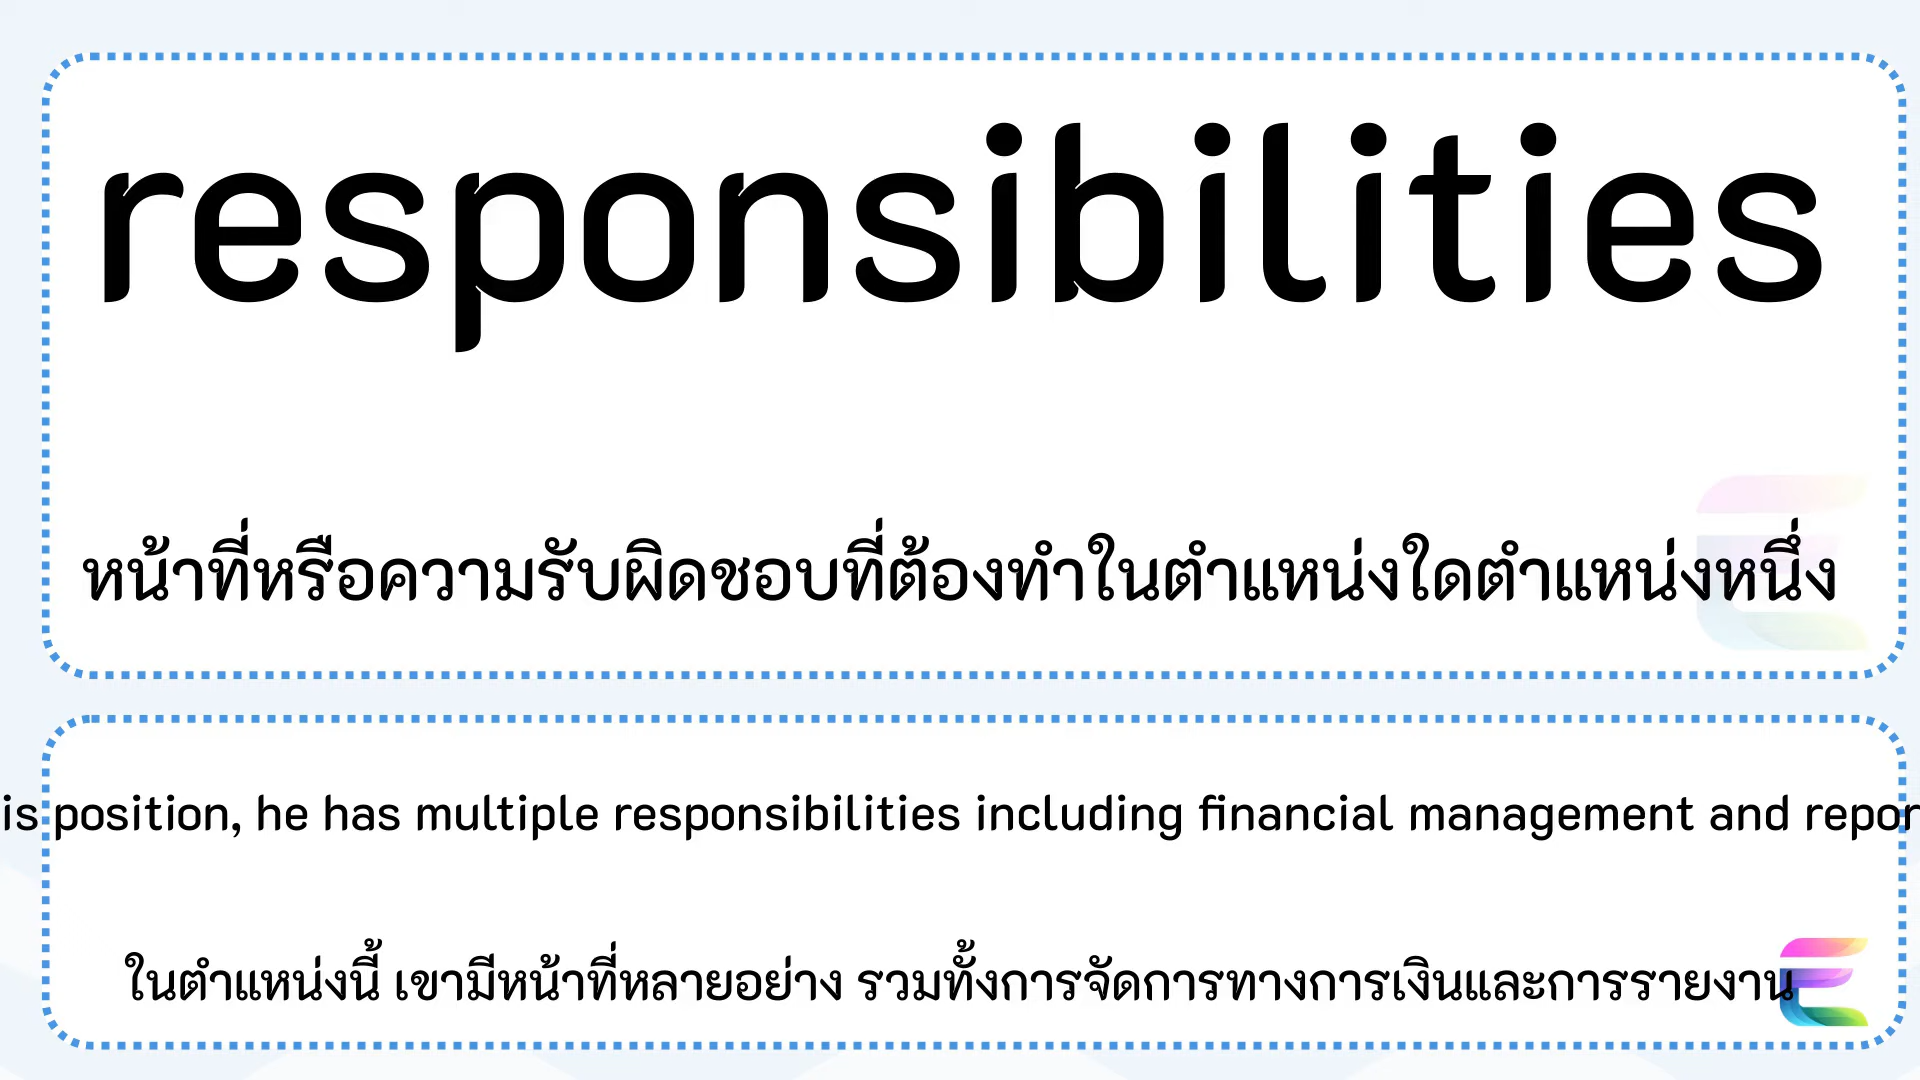 responsibilities
หน้าที่หรือความรับผิดชอบที่ต้องทำในตำแหน่งใดตำแหน่งหนึ่ง
is position, he has multiple responsibilities including financial management and repor
ในตำแหน่งนี้ เขามีหน้าที่หลายอย่าง รวมทั้งการจัดการทางการเงินและการรายงาน